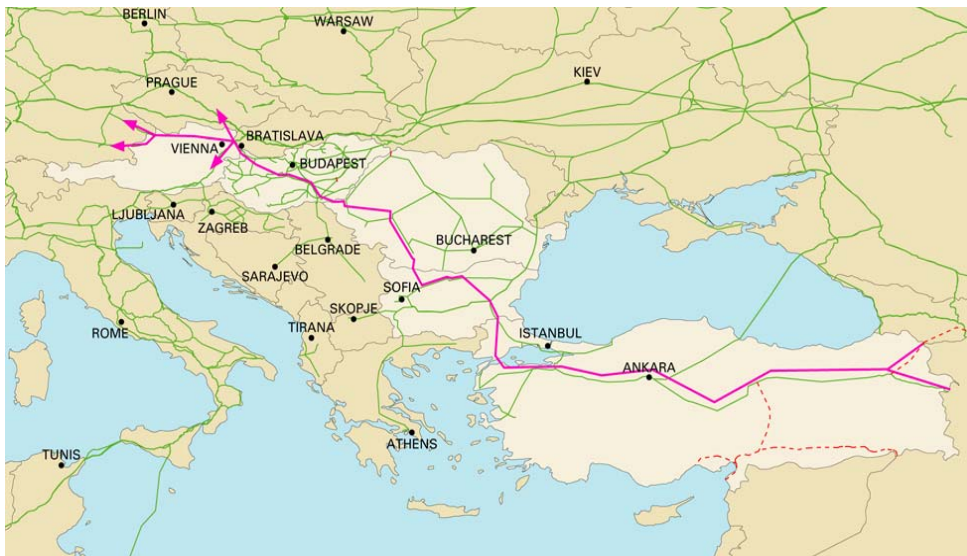 BERLIN
WARSAW
KIEV
PRAGUE
BRATISLAVA
VIENNA
BUDAPEST
LJUBLJANA
ZAGREB
BUCHAREST
BELGRADE
SARAJEVO
SOFIA
SKOPJE
TIRANA
ROME
ISTANBUL
ANKARA
ATHENS
TUNIS